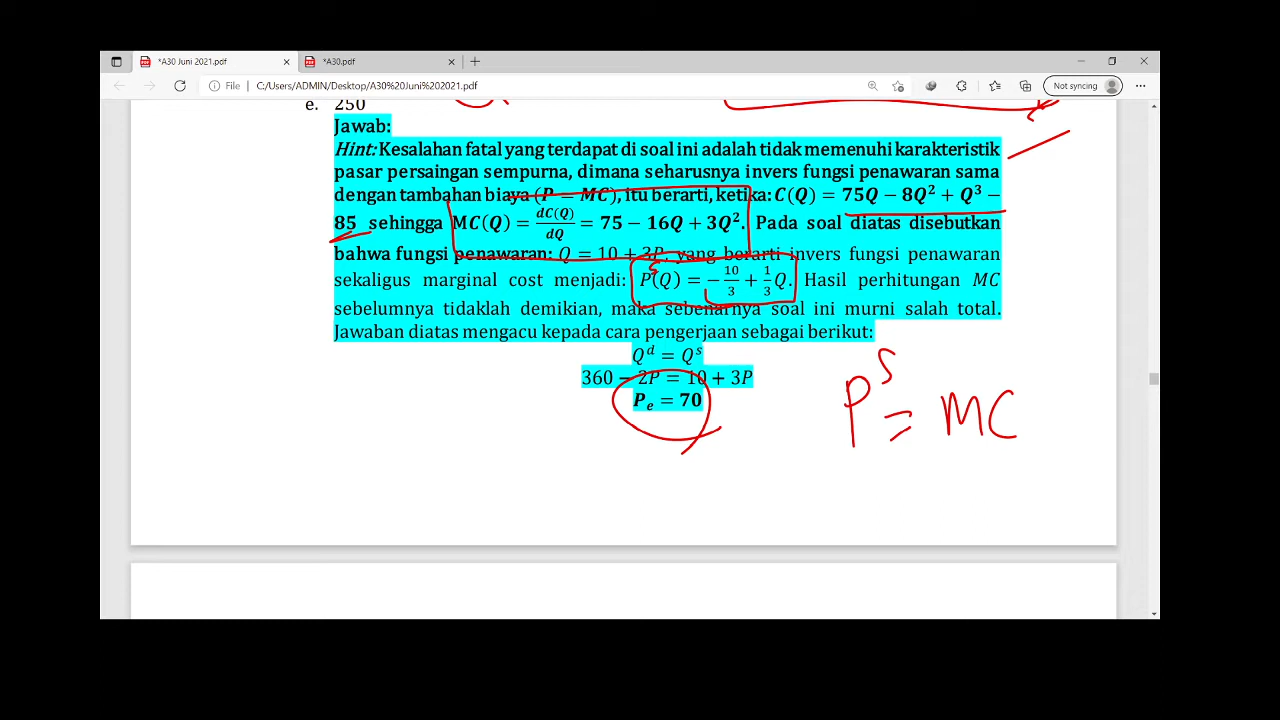 *A30 Juni 2021.pdf
*A30.pdf
File C:/Users/ADMIN/Desktop/A30%20Juni%202021.pdf
Not syncing
e. 250
Jawab:
Hint: Kesalahan fatal yang terdapat di soal ini adalah tidak memenuhi karakteristik
pasar persaingan sempurna, dimana seharusnya invers fungsi penawaran sama
dengan tambahan biaya (P = MC), itu berarti, ketika: C(Q) = 75Q − 8Q² + Q³ −
85 sehingga MC(Q) = dC(Q)/dQ = 75 − 16Q + 3Q². Pada soal diatas disebutkan
bahwa fungsi penawaran: Q = 10 + 3P, yang berarti invers fungsi penawaran
sekaligus marginal cost menjadi: P(Q) = −10/3 + 1/3Q. Hasil perhitungan MC
sebelumnya tidaklah demikian, maka sebenarnya soal ini murni salah total.
Jawaban diatas mengacu kepada cara pengerjaan sebagai berikut:
Qᵈ = Qˢ
360 − 2P = 10 + 3P
Pₑ = 70
Pˢ = MC